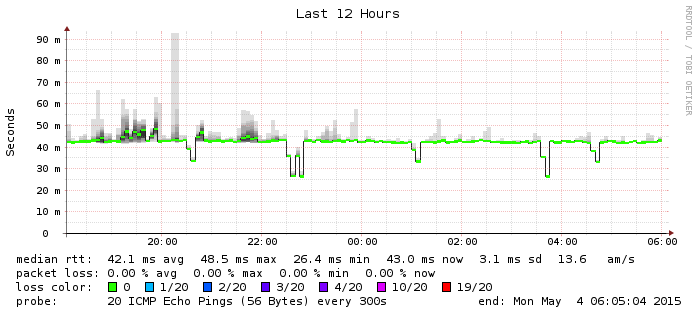 Last 12 Hours
RRDTOOL / TOBI OETIKER
Seconds
90 m
80 m
70 m
60 m
50 m
40 m
30 m
20 m
10 m
0
20:00 22:00 00:00 02:00 04:00 06:00
median rtt: 42.1 ms avg 48.5 ms max 26.4 ms min 43.0 ms now 3.1 ms sd 13.6 am/s
packet loss: 0.00 % avg 0.00 % max 0.00 % min 0.00 % now
loss color: 0 1/20 2/20 3/20 4/20 10/20 19/20
probe: 20 ICMP Echo Pings (56 Bytes) every 300s end: Mon May 4 06:05:04 2015